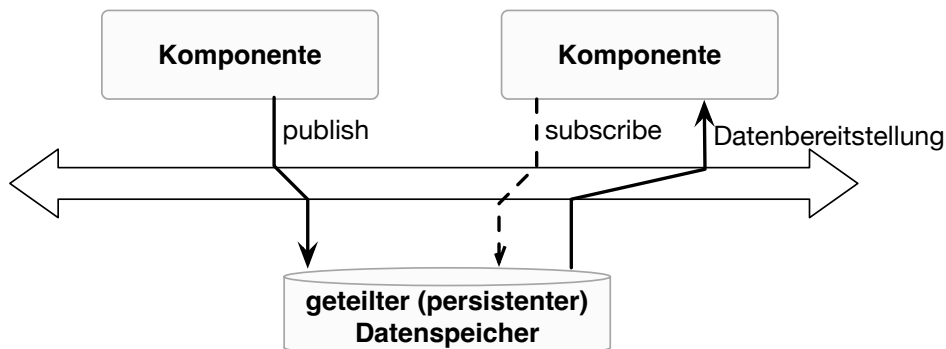 Komponente
Komponente
publish
subscribe
Datenbereitstellung
geteilter (persistenter)
Datenspeicher